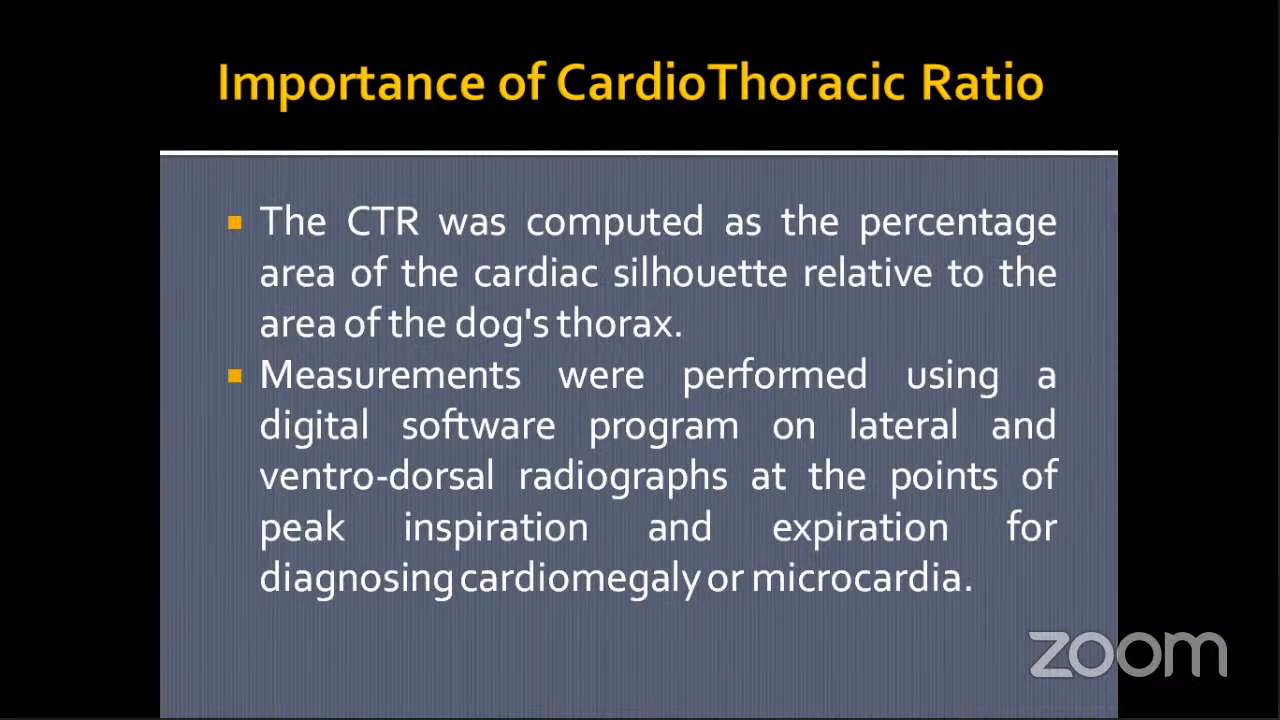 Importance of CardioThoracic Ratio
The CTR was computed as the percentage
area of the cardiac silhouette relative to the
area of the dog's thorax.
Measurements were performed using a
digital software program on lateral and
ventro-dorsal radiographs at the points of
peak inspiration and expiration for
diagnosing cardiomegaly or microcardia.
zoom